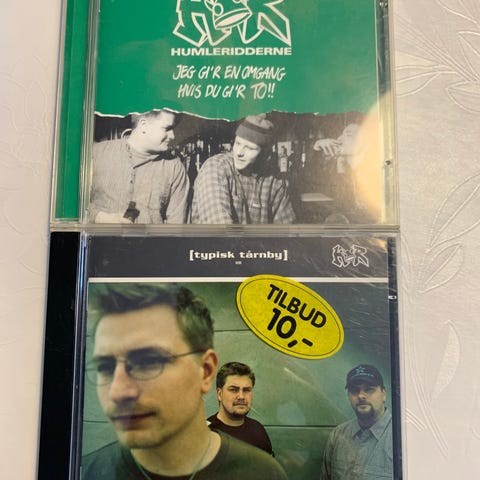 HUMLERIDDERNE
JEG GI'R EN OMGANG
HVIS DU GI'R TO!!
[typisk tårnby]
TILBUD
10,-